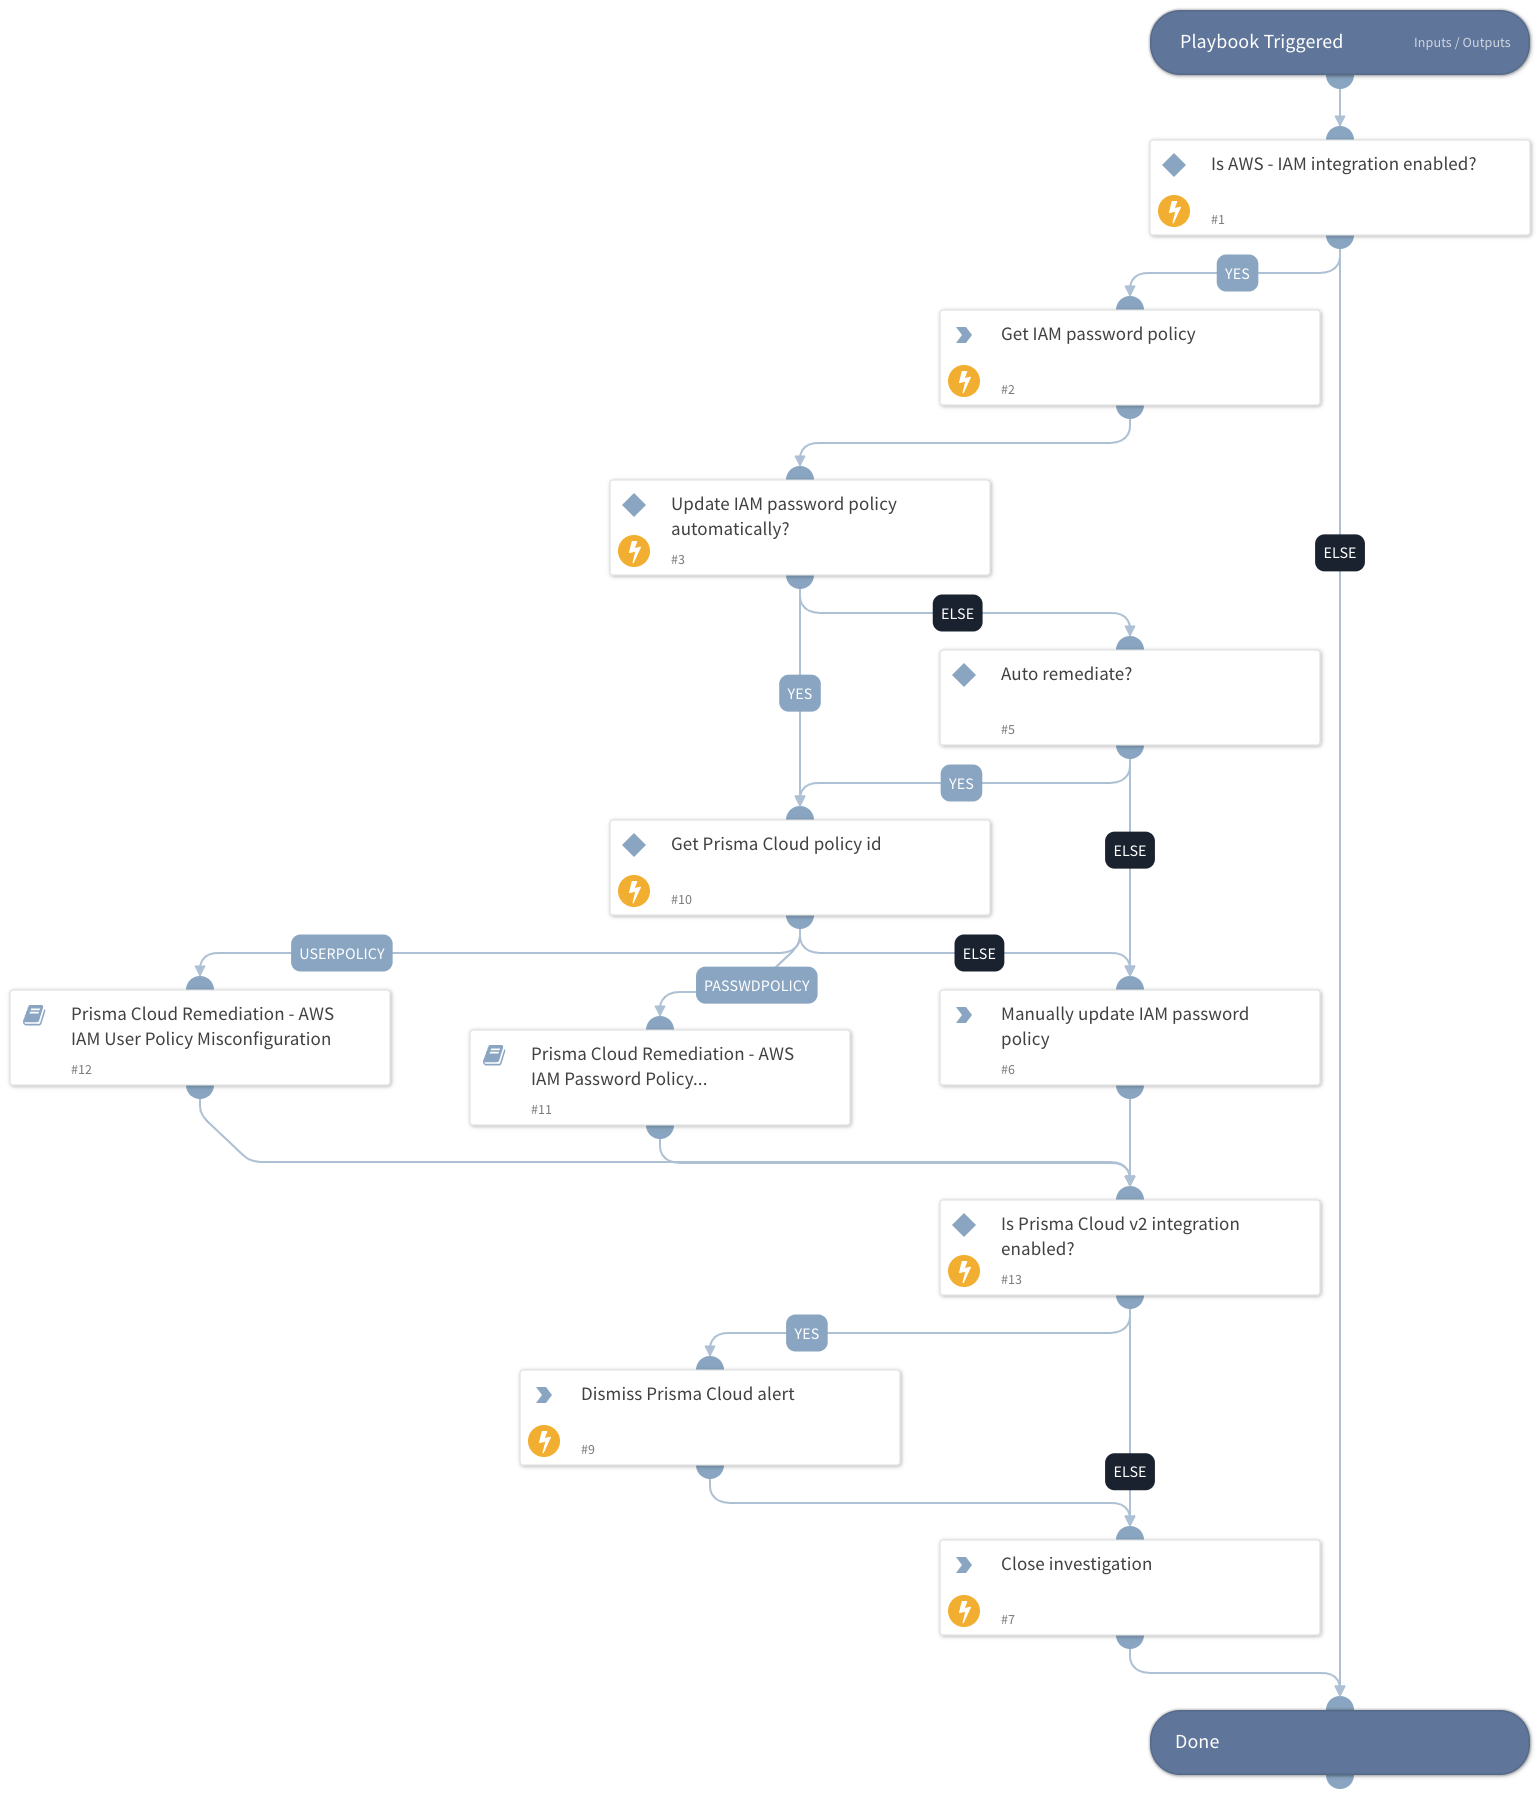 Playbook Triggered
Inputs / Outputs
Is AWS - IAM integration enabled?
#1
YES
Get IAM password policy
#2
Update IAM password policy
automatically?
#3
ELSE
ELSE
Auto remediate?
#5
YES
YES
Get Prisma Cloud policy id
#10
ELSE
USERPOLICY
PASSWDPOLICY
ELSE
Prisma Cloud Remediation - AWS
IAM User Policy Misconfiguration
#12
Prisma Cloud Remediation - AWS
IAM Password Policy...
#11
Manually update IAM password
policy
#6
Is Prisma Cloud v2 integration
enabled?
#13
YES
Dismiss Prisma Cloud alert
#9
ELSE
Close investigation
#7
Done